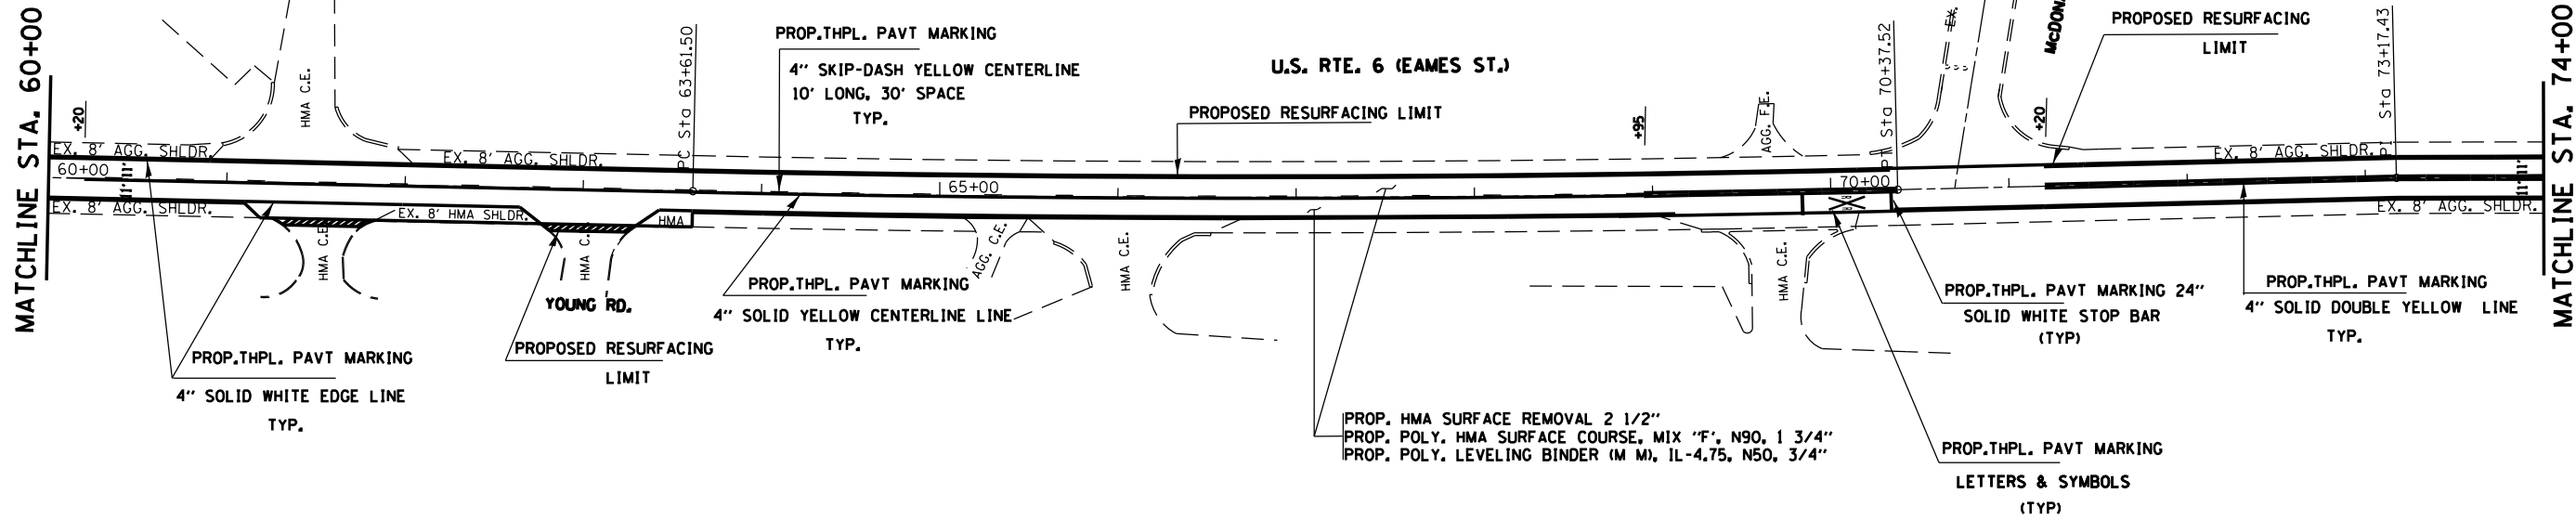 MATCHLINE STA. 60+00
+20
HMA C.E.
PC Sta 63+61.50
PROP.THPL. PAVT MARKING
4" SKIP-DASH YELLOW CENTERLINE
10' LONG, 30' SPACE
TYP.
U.S. RTE. 6 (EAMES ST.)
PROPOSED RESURFACING LIMIT
+95
AGG. F.E.
PT Sta 70+37.52
EX.
McDON
+20
PROPOSED RESURFACING
LIMIT
Sta 73+17.43
MATCHLINE STA. 74+00
EX. 8' AGG. SHLDR.
EX. 8' AGG. SHLDR.
EX. 8' AGG. SHLDR.
60+00
11' 11'
65+00
70+00
11' 11'
EX. 8' AGG. SHLDR.
EX. 8' HMA SHLDR.
HMA
EX. 8' AGG. SHLDR.
HMA C.E.
HMA C.
AGG. C.E.
HMA C.E.
HMA C.E.
YOUNG RD.
PROP.THPL. PAVT MARKING
4" SOLID YELLOW CENTERLINE LINE
TYP.
PROP.THPL. PAVT MARKING 24"
SOLID WHITE STOP BAR
(TYP)
PROP.THPL. PAVT MARKING
4" SOLID DOUBLE YELLOW LINE
TYP.
PROP.THPL. PAVT MARKING
4" SOLID WHITE EDGE LINE
TYP.
PROPOSED RESURFACING
LIMIT
PROP. HMA SURFACE REMOVAL 2 1/2"
PROP. POLY. HMA SURFACE COURSE, MIX "F", N90, 1 3/4"
PROP. POLY. LEVELING BINDER (M M), IL-4.75, N50, 3/4"
PROP.THPL. PAVT MARKING
LETTERS & SYMBOLS
(TYP)